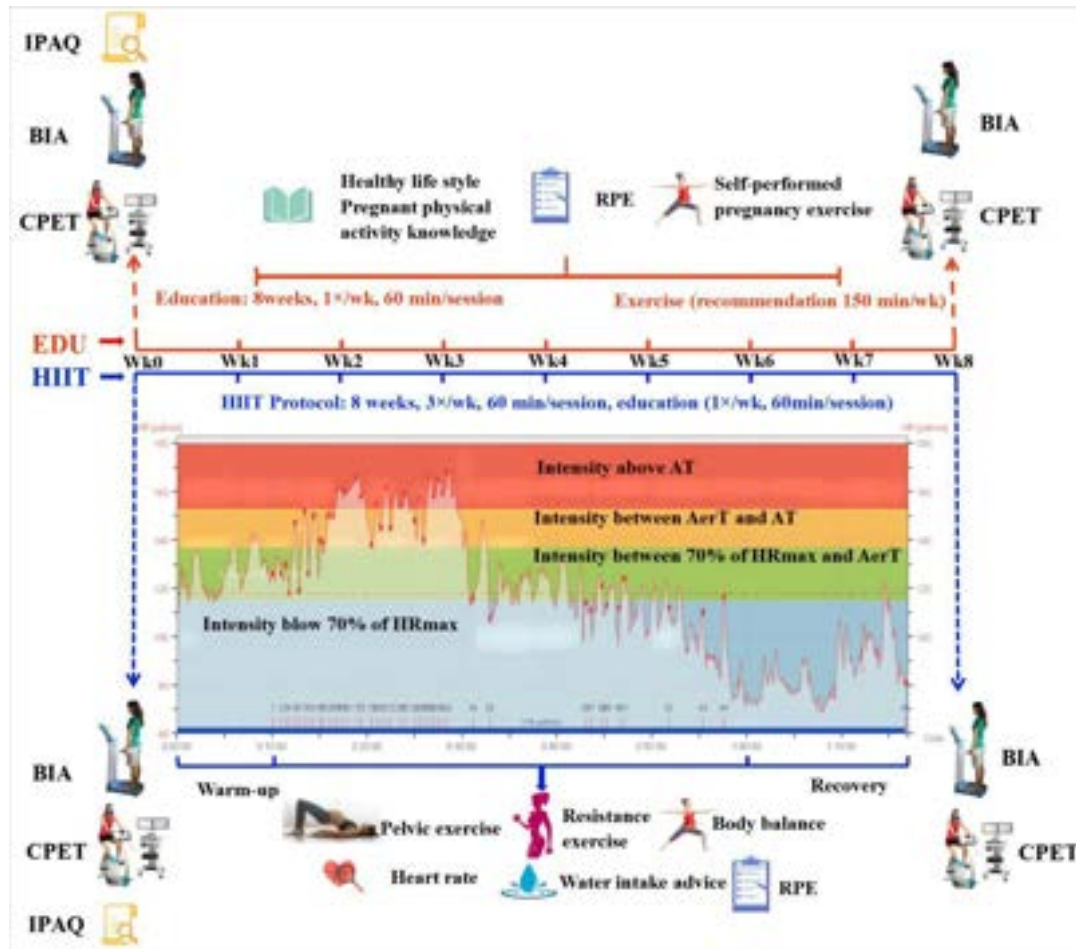 IPAQ
BIA
CPET
BIA
CPET
Healthy life style
Pregnant physical
activity knowledge
RPE
Self-performed
pregnancy exercise
Education: 8weeks, 1×/wk, 60 min/session
Exercise (recommendation 150 min/wk)
EDU
HIIT
Wk0 Wk1 Wk2 Wk3 Wk4 Wk5 Wk6 Wk7 Wk8
HIIT Protocol: 8 weeks, 3×/wk, 60 min/session, education (1×/wk, 60min/session)
Intensity above AT
Intensity between AerT and AT
Intensity between 70% of HRmax and AerT
Intensity blow 70% of HRmax
BIA
CPET
IPAQ
BIA
CPET
Warm-up
Recovery
Pelvic exercise
Resistance
exercise
Body balance
Heart rate
Water intake advice
RPE